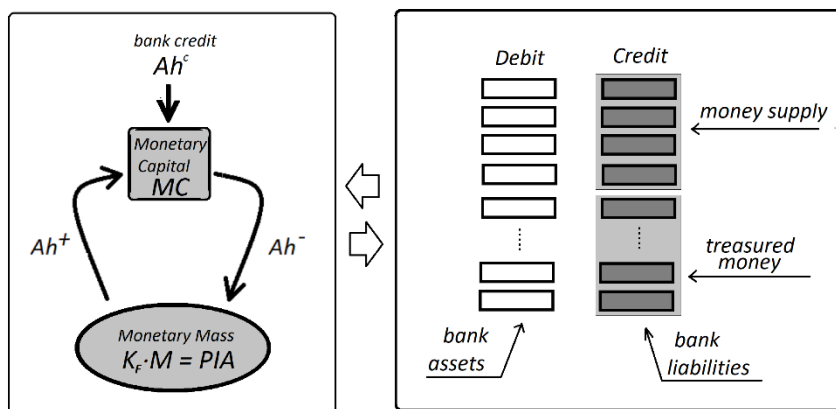 bank credit
Ahᶜ
Monetary
Capital
MC
Ah⁺
Ah⁻
Monetary Mass
K_F·M = PIA
Debit
Credit
money supply
treasured
money
bank
assets
bank
liabilities